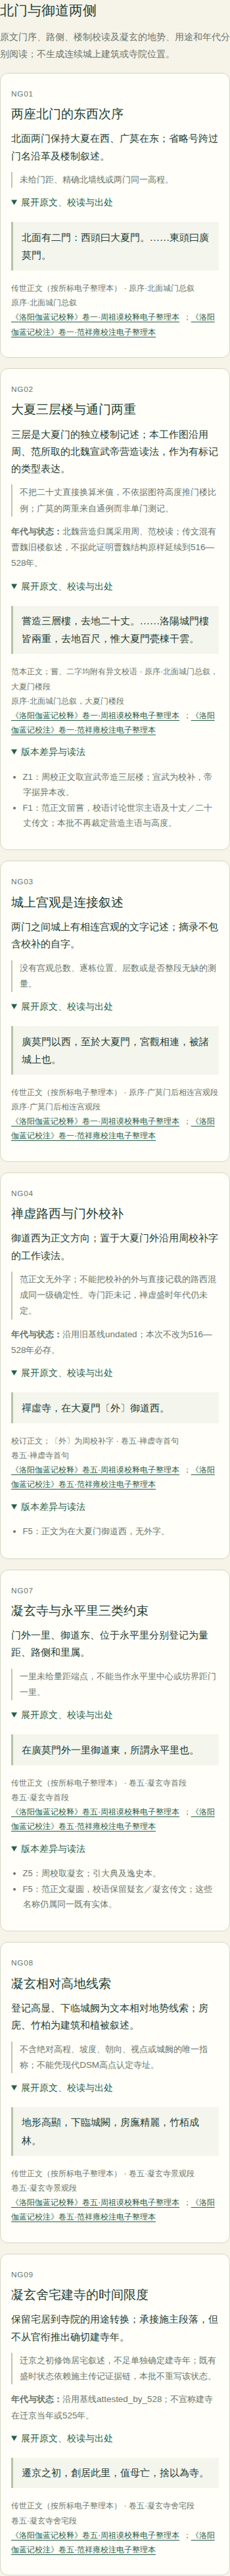 北门与御道两侧
原文门序、路侧、楼制校读及凝玄的地势、用途和年代分
别阅读；不生成连续城上建筑或寺院位置。
NG01
两座北门的东西次序
北面两门保持大夏在西、广莫在东；省略号跨过
门名沿革及楼制叙述。
未给门距、精确北墙线或两门同一高程。
▼ 展开原文、校读与出处
北面有二門：西頭曰大夏門。……東頭曰廣
莫門。
传世正文（按所标电子整理本） · 原序·北面城门总叙
原序·北面城门总叙
《洛阳伽蓝记校释》卷一·周祖谟校释电子整理本 ；《洛阳
伽蓝记校注》卷一·范祥雍校注电子整理本
NG02
大夏三层楼与通门两重
三层是大夏门的独立楼制记述；本工作图沿用
周、范所取的北魏宣武帝营造读法，作为有标记
的类型表达。
不把二十丈直接换算米值，不依据图符高度推门楼比
例；广莫的两重来自通例而非单门测记。
年代与状态：北魏营造归属采用周、范校读；传文混有
曹魏旧楼叙述，不据此证明曹魏结构原样延续到516—
528年。
▼ 展开原文、校读与出处
嘗造三層樓，去地二十丈。……洛陽城門樓
皆兩重，去地百尺，惟大夏門甍棟干雲。
范本正文；嘗、二字均附有异文校语 · 原序·北面城门总叙，
大夏门楼段
原序·北面城门总叙，大夏门楼段
《洛阳伽蓝记校释》卷一·周祖谟校释电子整理本 ；《洛阳
伽蓝记校注》卷一·范祥雍校注电子整理本
▼ 版本差异与读法
• Z1：周校正文取宣武帝造三层楼；宣武为校补，帝
字据异本改。
• F1：范正文留嘗，校语讨论世宗主语及十丈／二十
丈传文；本批不再裁定营造主语与高度。
NG03
城上宫观是连接叙述
两门之间城上有相连宫观的文字记述；摘录不包
含校补的自字。
没有宫观总数、逐栋位置、层数或是否整段无缺的测
量。
▼ 展开原文、校读与出处
廣莫門以西，至於大夏門，宮觀相連，被諸
城上也。
传世正文（按所标电子整理本） · 原序·广莫门后相连宫观段
原序·广莫门后相连宫观段
《洛阳伽蓝记校释》卷一·周祖谟校释电子整理本 ；《洛阳
伽蓝记校注》卷一·范祥雍校注电子整理本
NG04
禅虚路西与门外校补
御道西为正文方向；置于大夏门外沿用周校补字
的工作读法。
范正文无外字；不能把校补的外与直接记载的路西混
成同一级确定性。寺门距未记，禅虚盛时年代仍未
定。
年代与状态：沿用旧基线undated；本次不改为516—
528年必存。
▼ 展开原文、校读与出处
禪虛寺，在大夏門〔外〕御道西。
校订正文；〔外〕为周校补字 · 卷五·禅虚寺首句
卷五·禅虚寺首句
《洛阳伽蓝记校释》卷五·周祖谟校释电子整理本 ；《洛阳
伽蓝记校注》卷五·范祥雍校注电子整理本
▼ 版本差异与读法
• F5：正文为在大夏门御道西，无外字。
NG07
凝玄寺与永平里三类约束
门外一里、御道东、位于永平里分别登记为量
距、路侧和里属。
一里未给量距端点，不能当作永平里中心或坊界距门
一里。
▼ 展开原文、校读与出处
在廣莫門外一里御道東，所謂永平里也。
传世正文（按所标电子整理本） · 卷五·凝玄寺首段
卷五·凝玄寺首段
《洛阳伽蓝记校释》卷五·周祖谟校释电子整理本 ；《洛阳
伽蓝记校注》卷五·范祥雍校注电子整理本
▼ 版本差异与读法
• Z5：周校取凝玄；引大典及逸史本。
• F5：范正文凝圆，校语保留疑玄／凝玄传文；这些
名称仍属同一既有实体。
NG08
凝玄相对高地线索
登记高显、下临城阙为文本相对地势线索；房
庑、竹柏为建筑和植被叙述。
不含绝对高程、坡度、朝向、视点或城阙的唯一指
称；不能凭现代DSM高点认定寺址。
▼ 展开原文、校读与出处
地形高顯，下臨城闕，房廡精麗，竹栢成
林。
传世正文（按所标电子整理本） · 卷五·凝玄寺景观段
卷五·凝玄寺景观段
《洛阳伽蓝记校释》卷五·周祖谟校释电子整理本 ；《洛阳
伽蓝记校注》卷五·范祥雍校注电子整理本
NG09
凝玄舍宅建寺的时间限度
保留宅居到寺院的用途转换；承接施主段落，但
不从官衔推出确切建寺年。
迁京之初修饰居宅叙述，不足单独确定建寺年；既有
盛时状态依赖施主传记证据链，本批不重写该状态。
年代与状态：沿用基线attested_by_528；不宣称建寺
在迁京当年或525年。
▼ 展开原文、校读与出处
遷京之初，創居此里，值母亡，捨以為寺。
传世正文（按所标电子整理本） · 卷五·凝玄寺舍宅段
卷五·凝玄寺舍宅段
《洛阳伽蓝记校释》卷五·周祖谟校释电子整理本 ；《洛阳
伽蓝记校注》卷五·范祥雍校注电子整理本